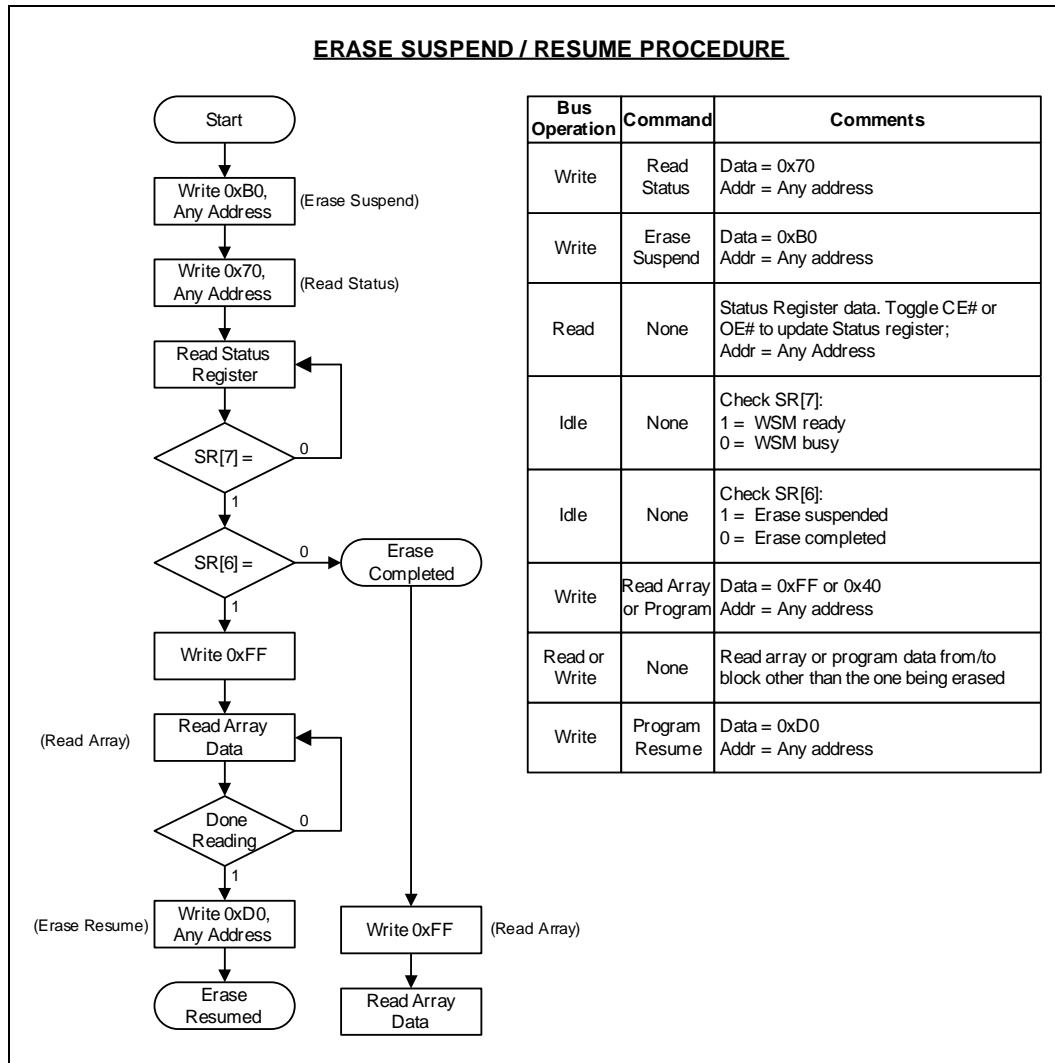 ERASE SUSPEND / RESUME PROCEDURE
Start
Write 0xB0,
Any Address
(Erase Suspend)
Write 0x70,
Any Address
(Read Status)
Read Status
Register
SR[7] =
0
1
SR[6] =
0
1
Erase
Completed
Write 0xFF
(Read Array)
Read Array
Data
Done
Reading
0
1
(Erase Resume)
Write 0xD0,
Any Address
Erase
Resumed
Write 0xFF
(Read Array)
Read Array
Data
Bus
Operation
Command
Comments
Write
Read
Status
Data = 0x70
Addr = Any address
Write
Erase
Suspend
Data = 0xB0
Addr = Any address
Read
None
Status Register data. Toggle CE# or
OE# to update Status register;
Addr = Any Address
Idle
None
Check SR[7]:
1 = WSM ready
0 = WSM busy
Idle
None
Check SR[6]:
1 = Erase suspended
0 = Erase completed
Write
Read Array
or Program
Data = 0xFF or 0x40
Addr = Any address
Read or
Write
None
Read array or program data from/to
block other than the one being erased
Write
Program
Resume
Data = 0xD0
Addr = Any address